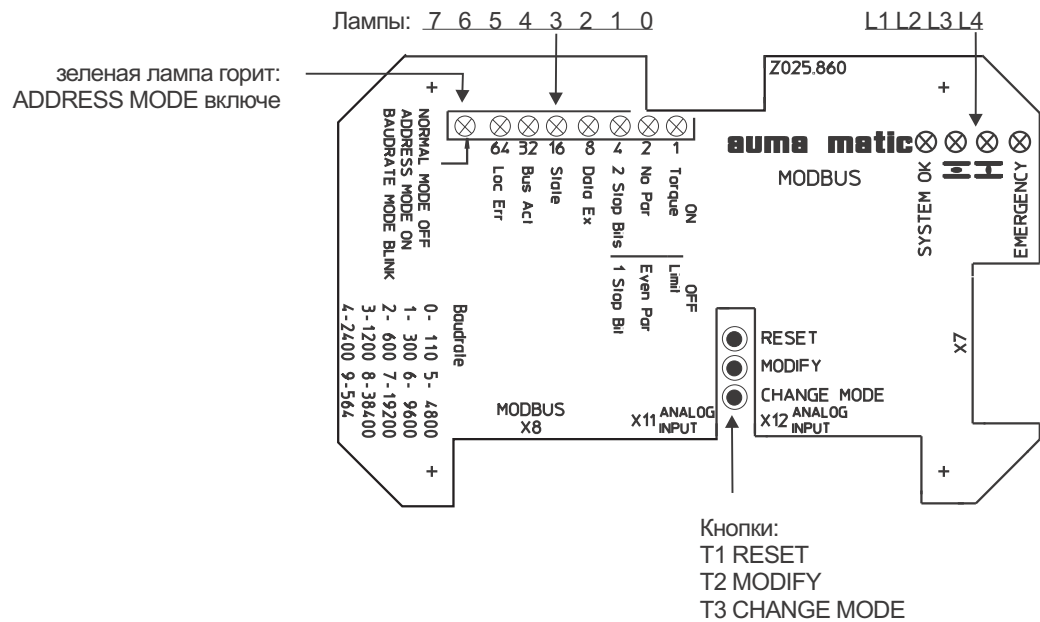 Лампы: 7 6 5 4 3 2 1 0
L1 L2 L3 L4
зеленая лампа горит:
ADDRESS MODE включе
Z025.860
NORMAL MODE OFF
ADDRESS MODE ON
BAUDRATE MODE BLINK
64 32 16 8 4 2 1
Loc Err
Bus Act
State
Data Ex
2 Stop Bits
No Par
Torque
ON
1 Stop Bit
Even Par
Limit
OFF
auma matic
MODBUS
SYSTEM OK
EMERGENCY
X7
Baudrate
0- 110 5- 4800
1- 300 6- 9600
2- 600 7-19200
3-1200 8-38400
4-2400 9-564
RESET
MODIFY
CHANGE MODE
MODBUS
X8
X11 ANALOG
INPUT
X12 ANALOG
INPUT
Кнопки:
T1 RESET
T2 MODIFY
T3 CHANGE MODE